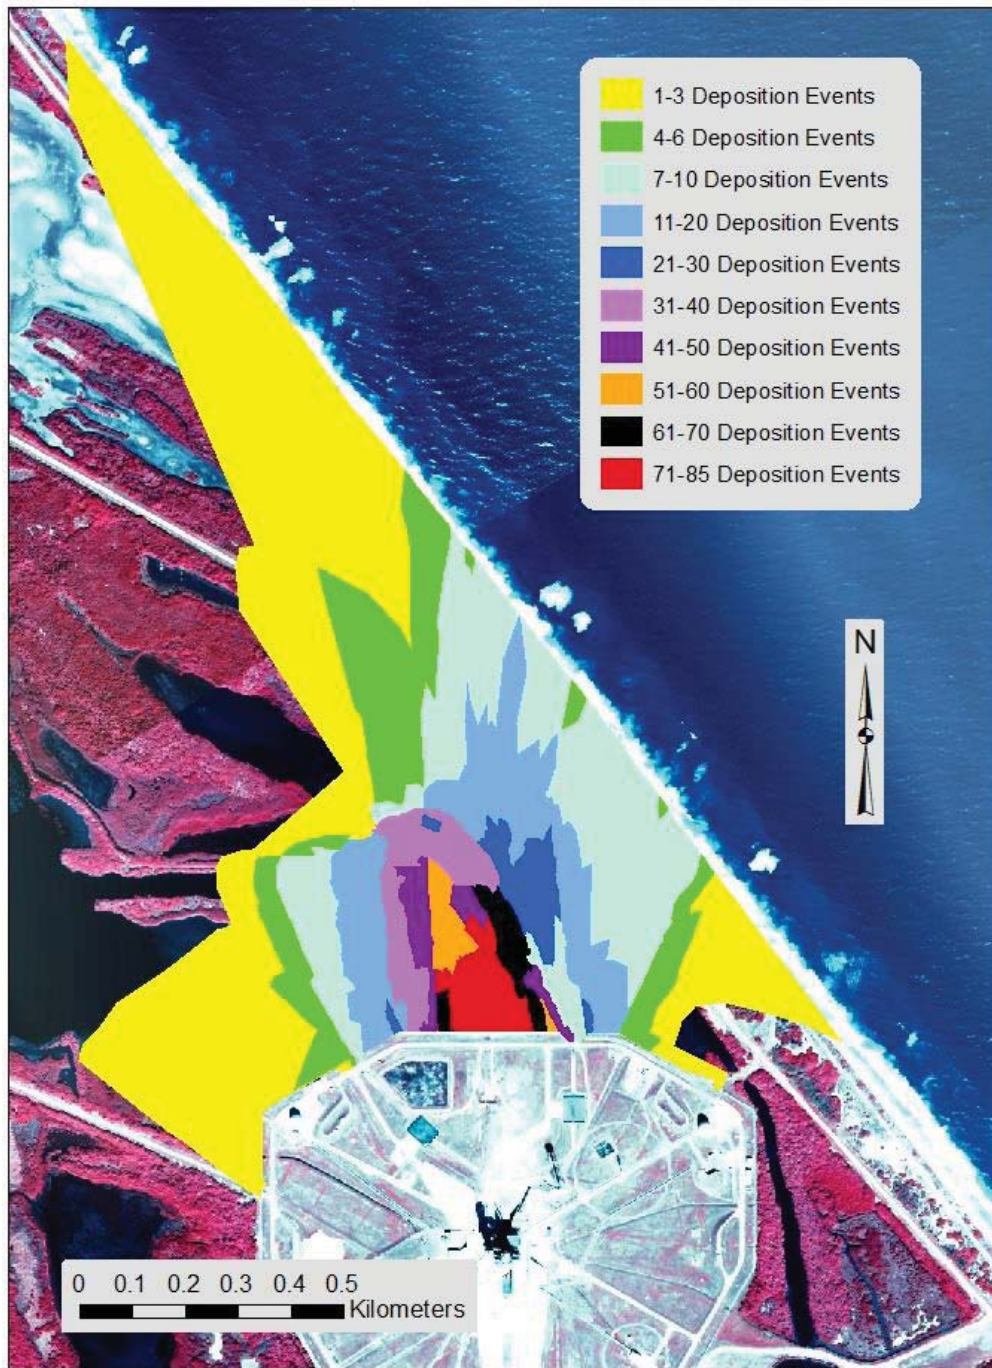 1-3 Deposition Events
4-6 Deposition Events
7-10 Deposition Events
11-20 Deposition Events
21-30 Deposition Events
31-40 Deposition Events
41-50 Deposition Events
51-60 Deposition Events
61-70 Deposition Events
71-85 Deposition Events
N
0 0.1 0.2 0.3 0.4 0.5
Kilometers